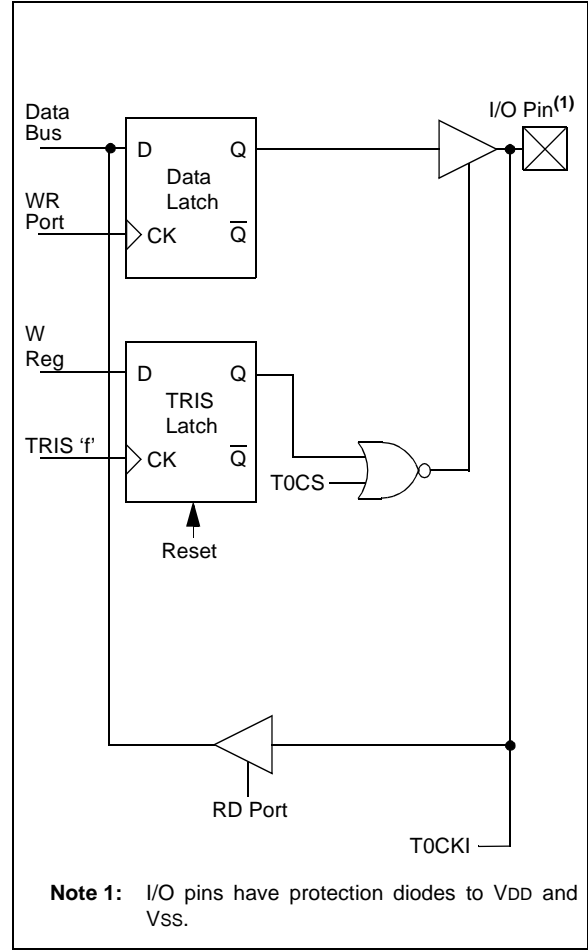 I/O Pin(1)
Data
Bus
D
Q
Data
Latch
WR
Port
CK
Q
W
Reg
D
Q
TRIS
Latch
TRIS 'f'
CK
Q
T0CS
Reset
RD Port
T0CKI
Note 1: I/O pins have protection diodes to VDD and
VSS.